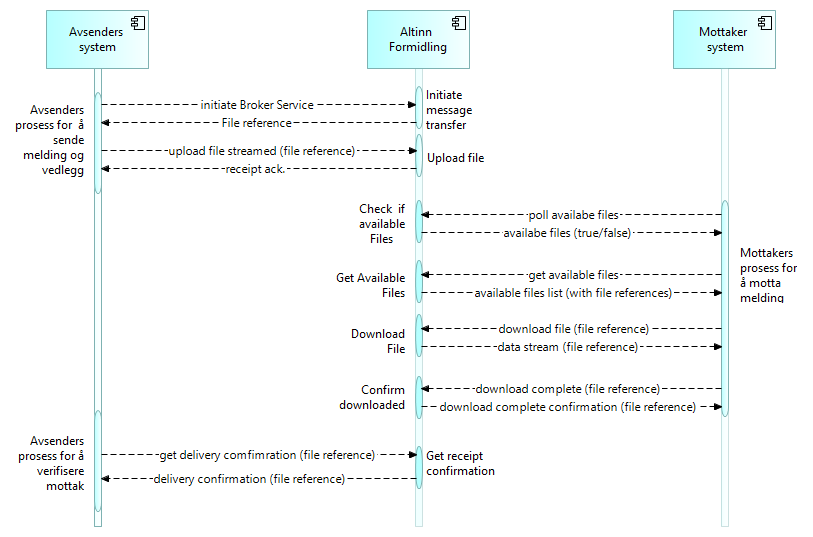 Avsenders
system
Altinn
Formidling
Mottaker
system
Avsenders
prosess for å
sende
melding og
vedlegg
initiate Broker Service
File reference
Initiate
message
transfer
upload file streamed (file reference)
receipt ack.
Upload file
Check if
available
Files
poll availabe files
availabe files (true/false)
Mottakers
prosess for
å motta
melding
Get Available
Files
get available files
available files list (with file references)
Download
File
download file (file reference)
data stream (file reference)
Confirm
downloaded
download complete (file reference)
download complete confirmation (file reference)
Avsenders
prosess for å
verifisere
mottak
get delivery comfimration (file reference)
delivery confirmation (file reference)
Get receipt
confirmation